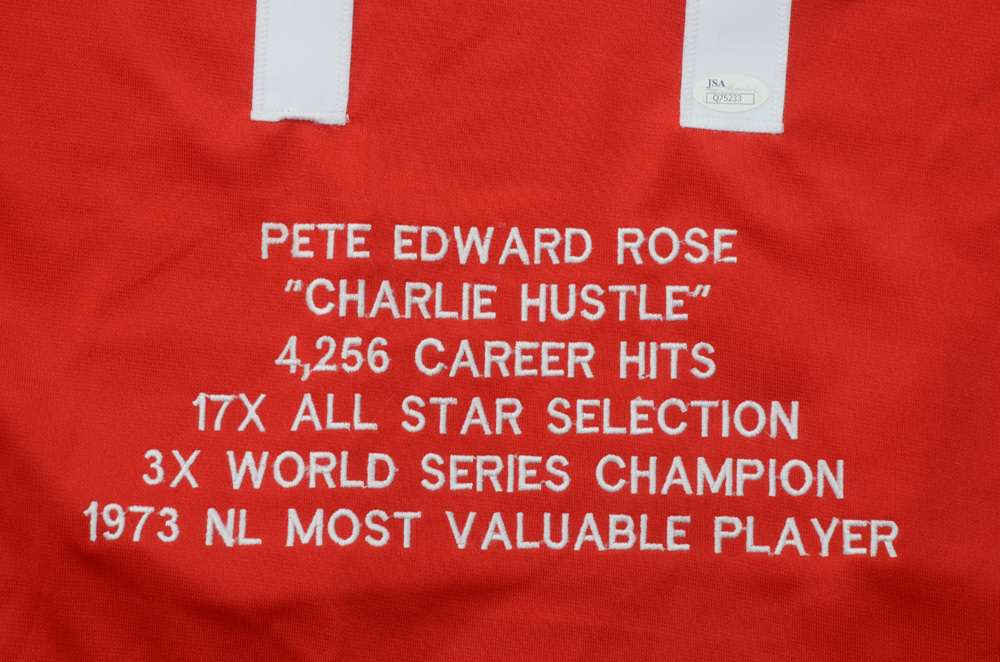 JSA
Q75233
PETE EDWARD ROSE
"CHARLIE HUSTLE"
4,256 CAREER HITS
17X ALL STAR SELECTION
3X WORLD SERIES CHAMPION
1973 NL MOST VALUABLE PLAYER